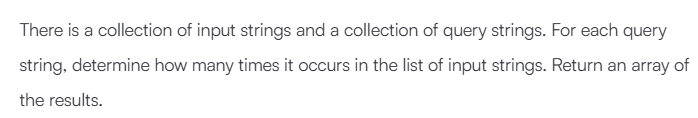 There is a collection of input strings and a collection of query strings. For each query
string, determine how many times it occurs in the list of input strings. Return an array of
the results.